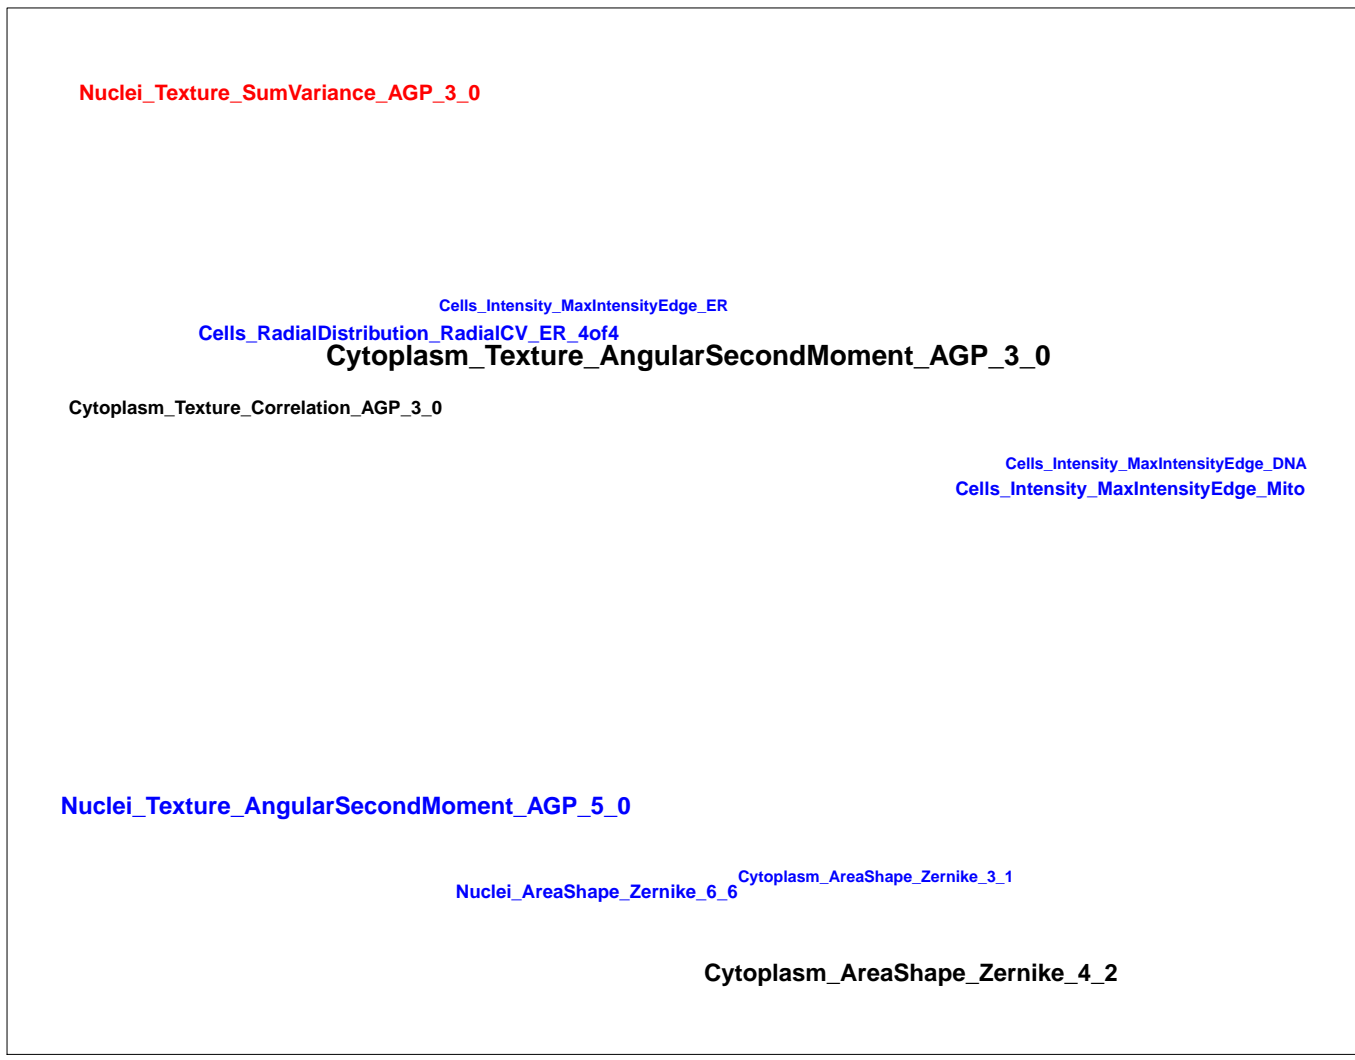 Nuclei_Texture_SumVariance_AGP_3_0
Cells_Intensity_MaxIntensityEdge_ER
Cells_RadialDistribution_RadialCV_ER_4of4
Cytoplasm_Texture_AngularSecondMoment_AGP_3_0
Cytoplasm_Texture_Correlation_AGP_3_0
Cells_Intensity_MaxIntensityEdge_DNA
Cells_Intensity_MaxIntensityEdge_Mito
Nuclei_Texture_AngularSecondMoment_AGP_5_0
Cytoplasm_AreaShape_Zernike_3_1
Nuclei_AreaShape_Zernike_6_6
Cytoplasm_AreaShape_Zernike_4_2